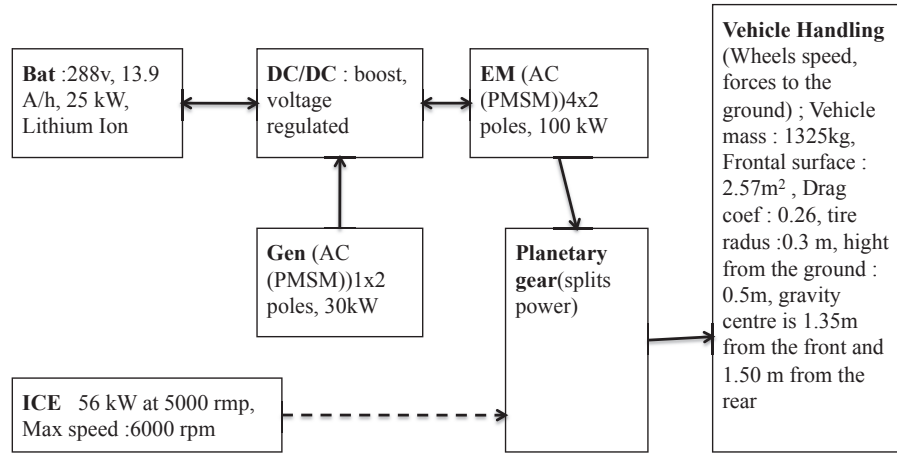 Bat :288v, 13.9
A/h, 25 kW,
Lithium Ion
DC/DC : boost,
voltage
regulated
EM (AC
(PMSM))4x2
poles, 100 kW
Vehicle Handling
(Wheels speed,
forces to the
ground) ; Vehicle
mass : 1325kg,
Frontal surface :
2.57m² , Drag
coef : 0.26, tire
radus :0.3 m, hight
from the ground :
0.5m, gravity
centre is 1.35m
from the front and
1.50 m from the
rear
Gen (AC
(PMSM))1x2
poles, 30kW
Planetary
gear(splits
power)
ICE 56 kW at 5000 rmp,
Max speed :6000 rpm